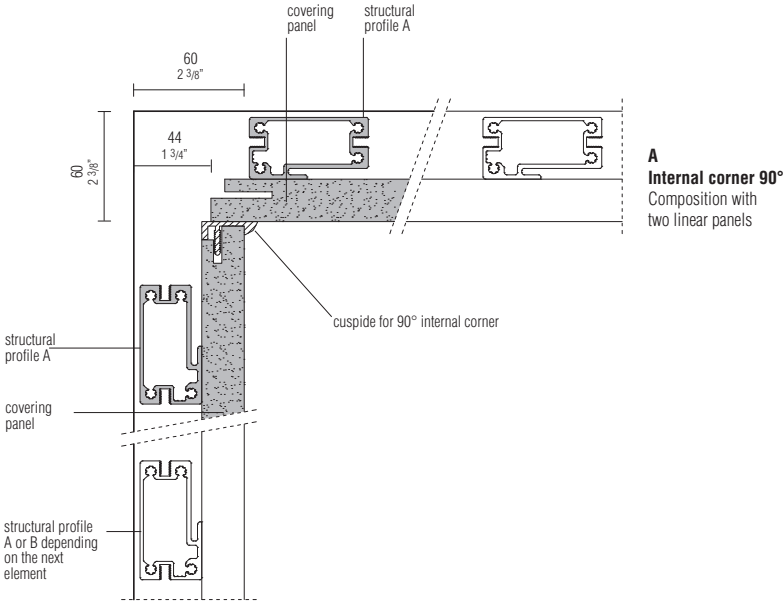 covering
panel
structural
profile A
60
2 3/8"
44
1 3/4"
60
2 3/8"
A
Internal corner 90°
Composition with
two linear panels
cuspide for 90° internal corner
structural
profile A
covering
panel
structural profile
A or B depending
on the next
element